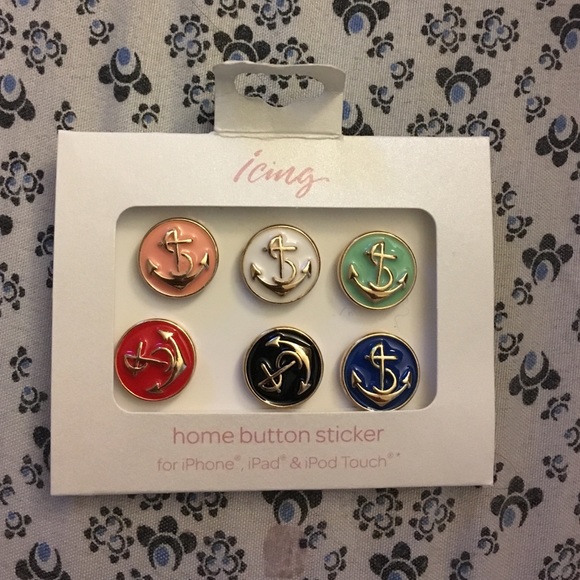 icing
home button sticker
for iPhone®, iPad® & iPod Touch®*